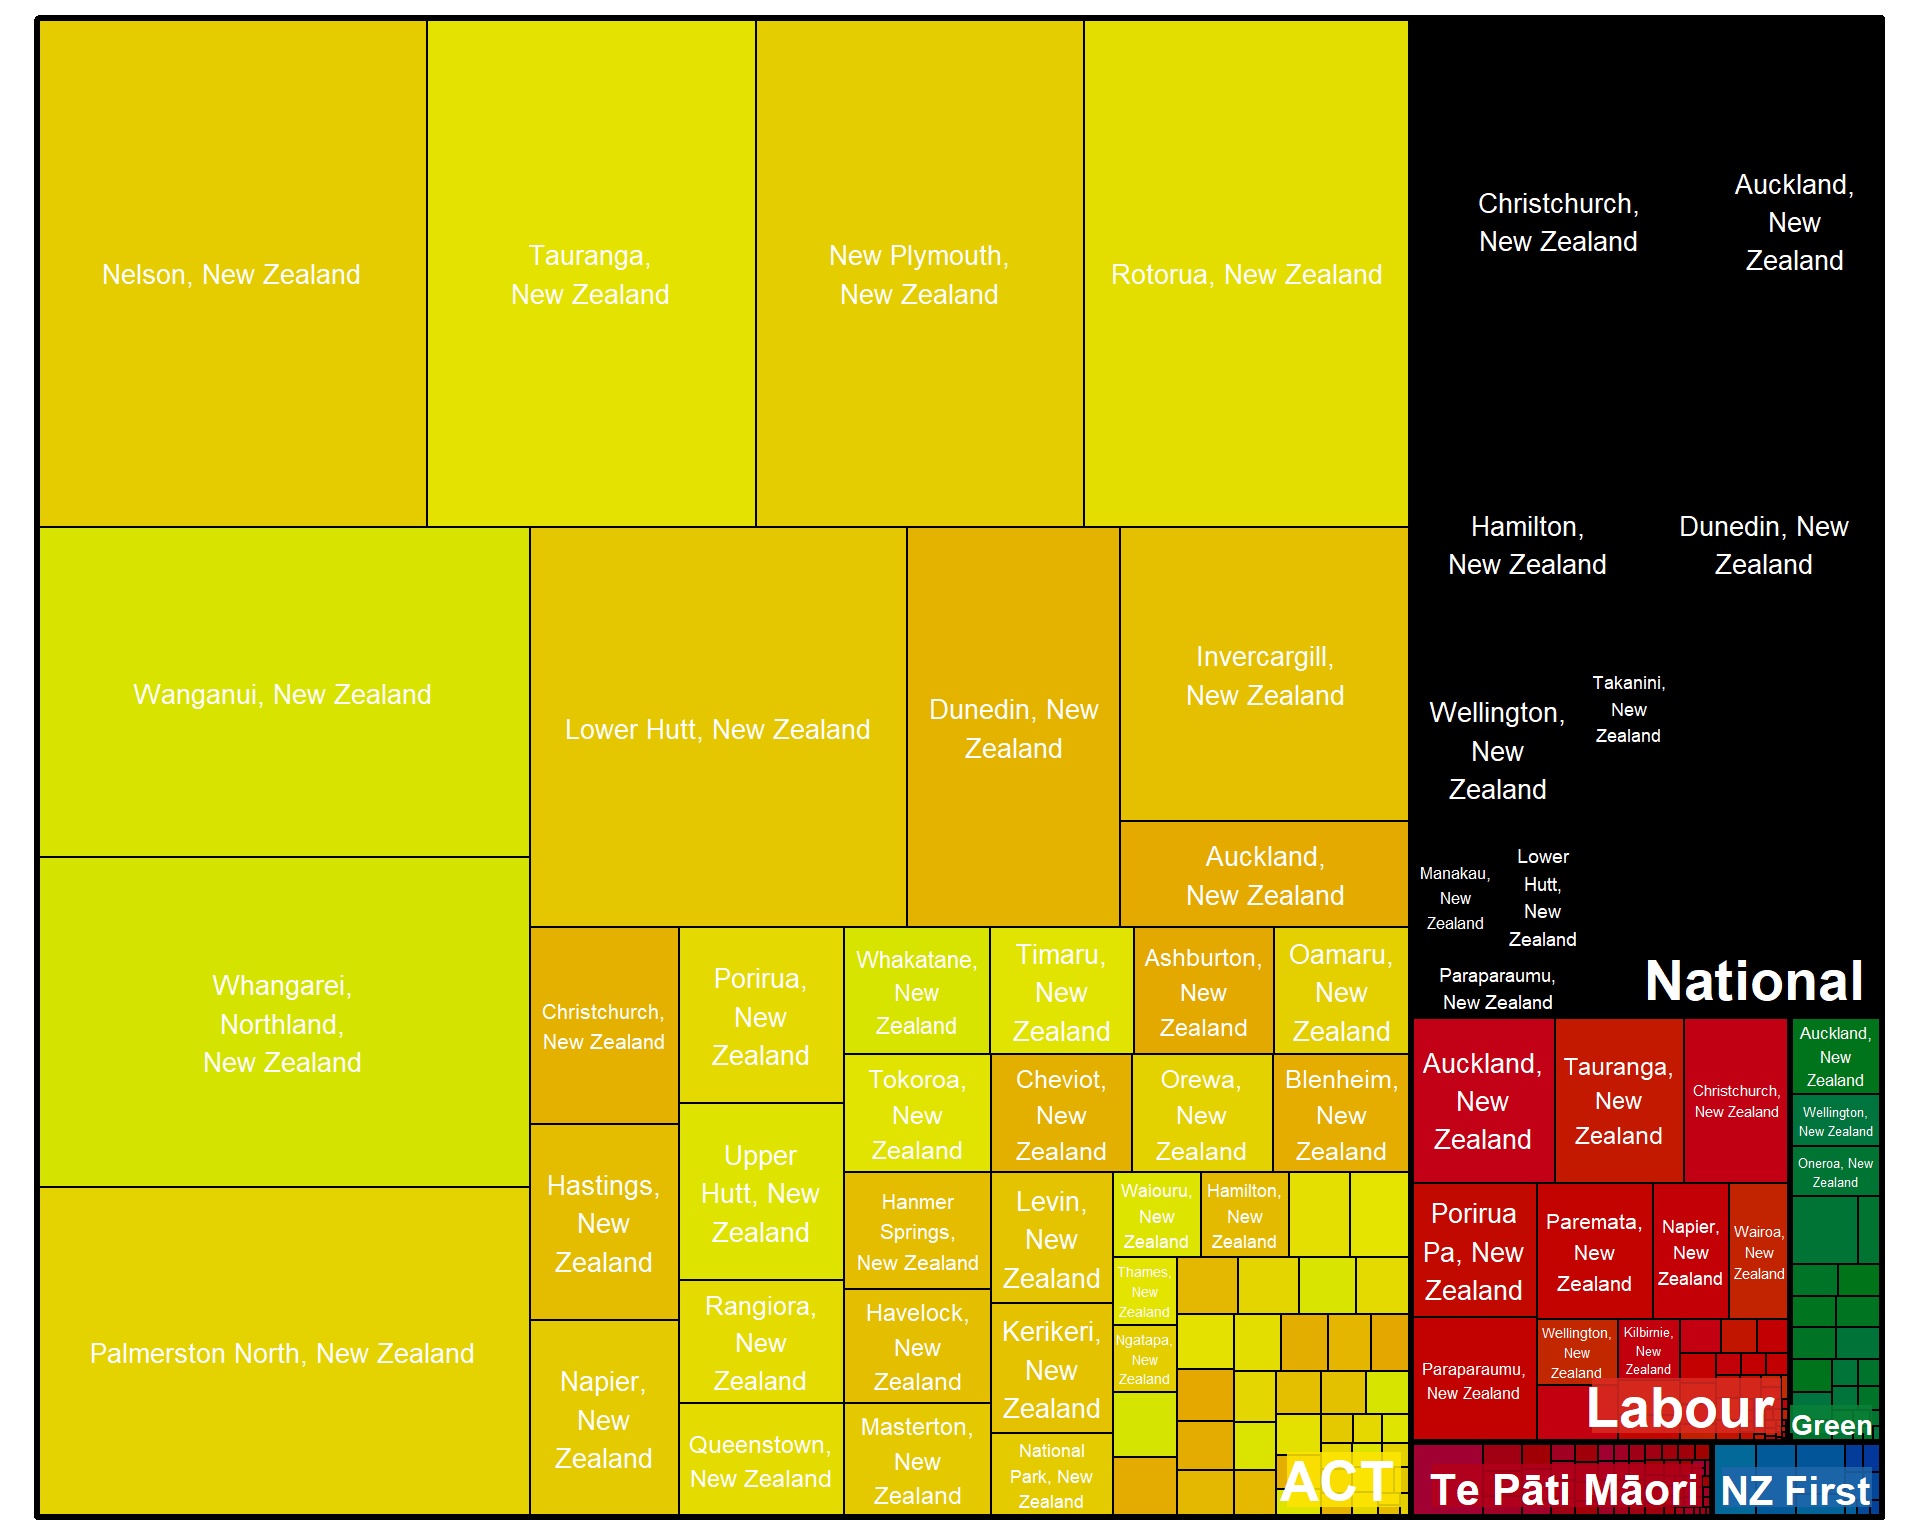 Nelson, New Zealand
Tauranga,
New Zealand
New Plymouth,
New Zealand
Rotorua, New Zealand
Wanganui, New Zealand
Lower Hutt, New Zealand
Dunedin, New
Zealand
Invercargill,
New Zealand
Auckland,
New Zealand
Whangarei,
Northland,
New Zealand
Palmerston North, New Zealand
Christchurch,
New Zealand
Hastings,
New
Zealand
Napier,
New
Zealand
Porirua,
New
Zealand
Upper
Hutt, New
Zealand
Rangiora,
New
Zealand
Queenstown,
New Zealand
Whakatane,
New
Zealand
Timaru,
New
Zealand
Ashburton,
New
Zealand
Oamaru,
New
Zealand
Tokoroa,
New
Zealand
Cheviot,
New
Zealand
Orewa,
New
Zealand
Blenheim,
New
Zealand
Hanmer
Springs,
New Zealand
Havelock,
New
Zealand
Masterton,
New
Zealand
Levin,
New
Zealand
Kerikeri,
New
Zealand
National
Park, New
Zealand
Waiouru,
New
Zealand
Hamilton,
New
Zealand
Thames,
New
Zealand
Ngatapa,
New
Zealand
ACT
Christchurch,
New Zealand
Auckland,
New
Zealand
Hamilton,
New Zealand
Dunedin, New
Zealand
Wellington,
New
Zealand
Takanini,
New
Zealand
Manakau,
New
Zealand
Lower
Hutt,
New
Zealand
Paraparaumu,
New Zealand
National
Auckland,
New
Zealand
Tauranga,
New
Zealand
Christchurch,
New Zealand
Porirua
Pa, New
Zealand
Paremata,
New
Zealand
Napier,
New
Zealand
Wairoa,
New
Zealand
Paraparaumu,
New Zealand
Wellington,
New
Zealand
Kilbirnie,
New
Zealand
Labour
Auckland,
New
Zealand
Wellington,
New Zealand
Oneroa, New
Zealand
Green
Te Pāti Māori
NZ First